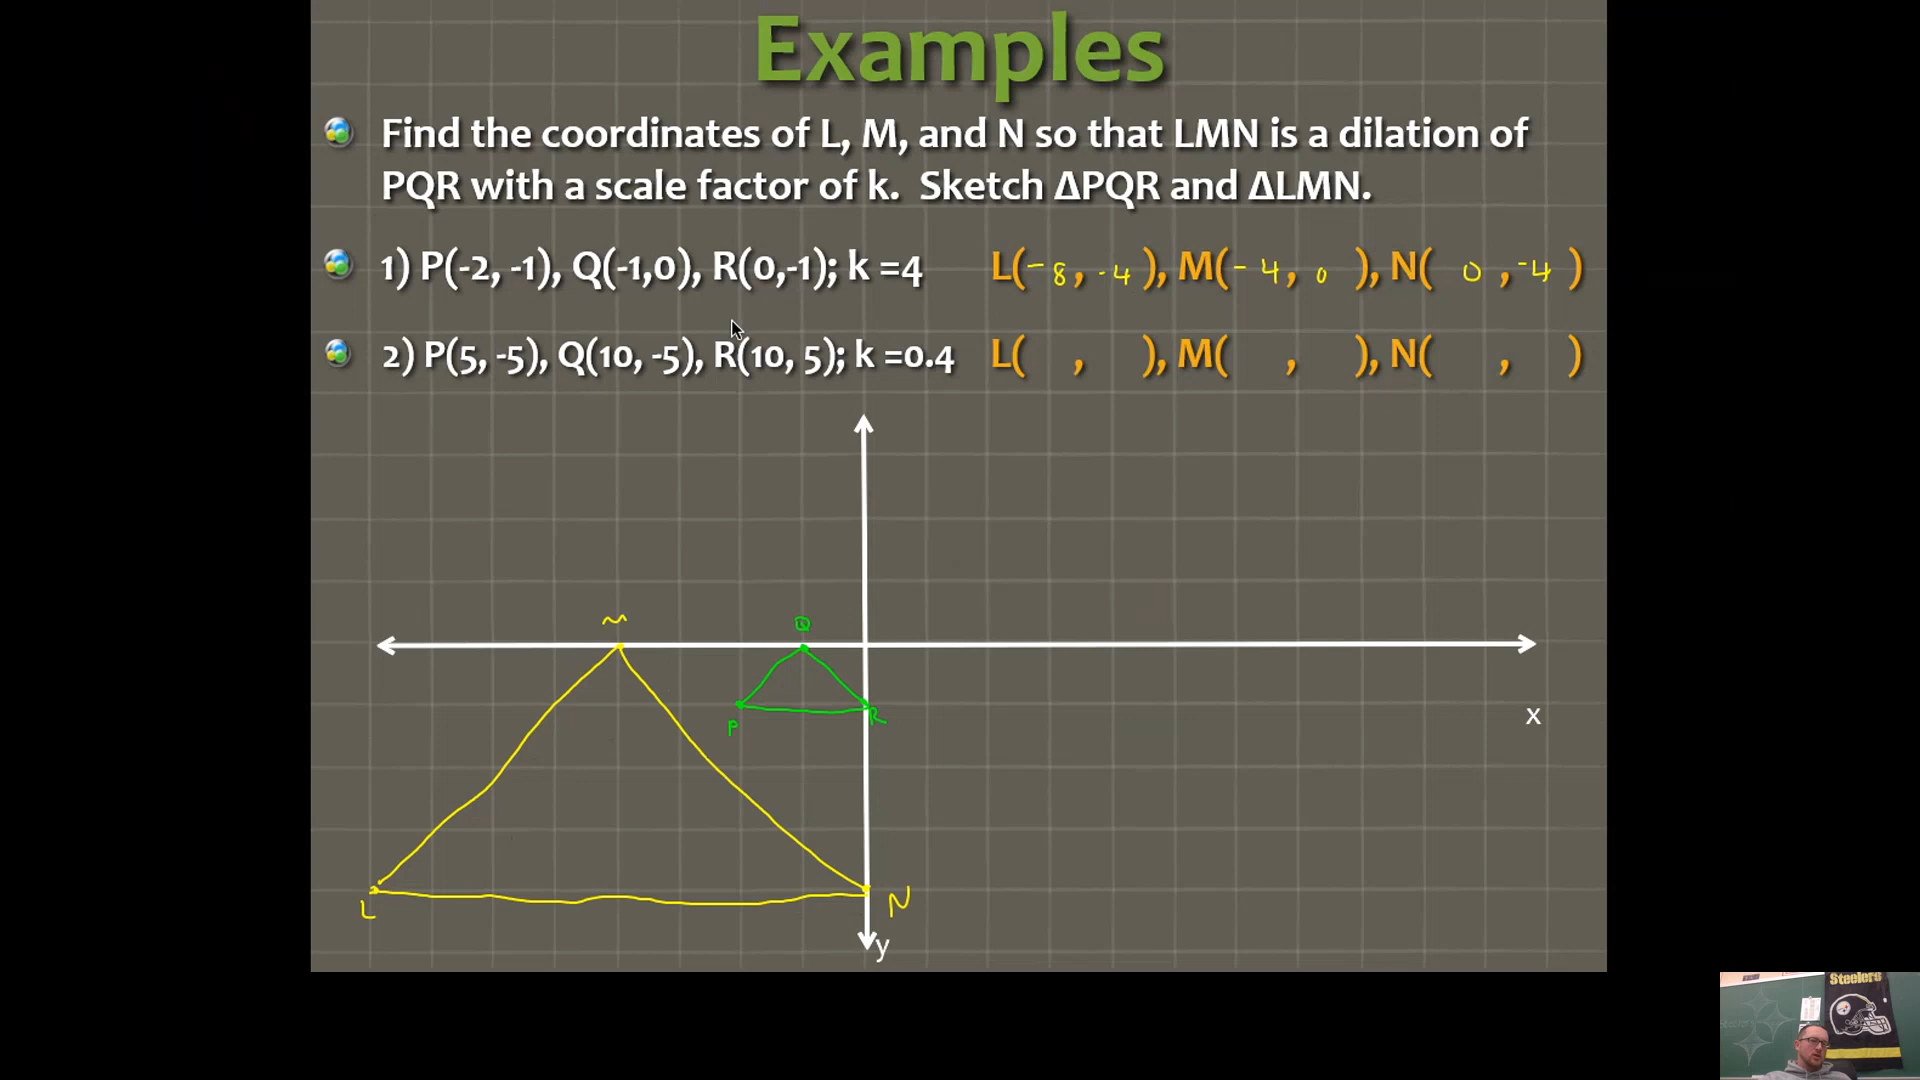 Examples
Find the coordinates of L, M, and N so that LMN is a dilation of
PQR with a scale factor of k. Sketch ΔPQR and ΔLMN.
1) P(-2, -1), Q(-1,0), R(0,-1); k =4 L(-8, -4), M(-4, 0), N( 0, -4 )
2) P(5, -5), Q(10, -5), R(10, 5); k =0.4 L( , ), M( , ), N( , )
M
Q
P
R
x
L
N
y
Steelers